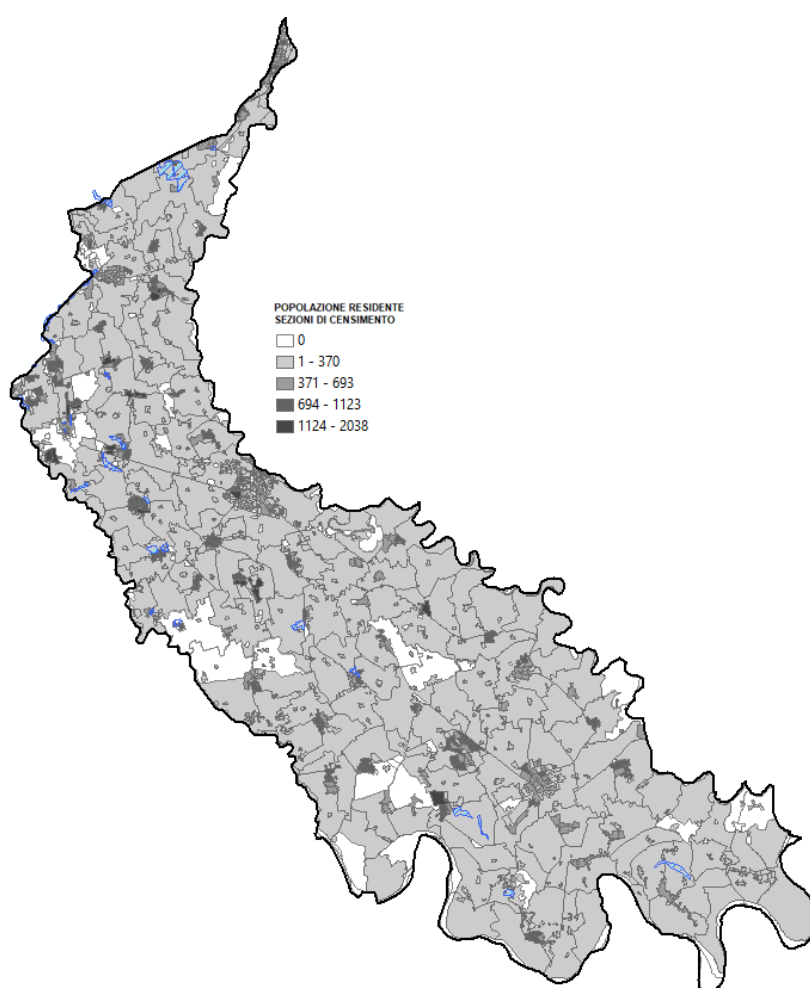 POPOLAZIONE RESIDENTE
SEZIONI DI CENSIMENTO
0
1 - 370
371 - 693
694 - 1123
1124 - 2038